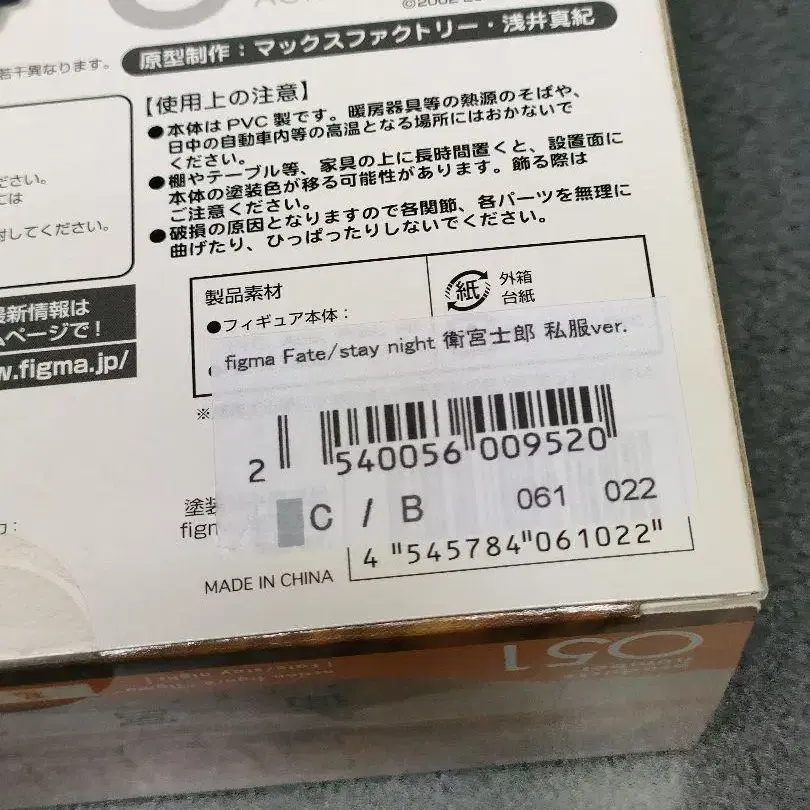 原型制作：マックスファクトリー・浅井真紀
若干異なります。
【使用上の注意】
●本体は PVC 製です。暖房器具等の熱源のそばや、
日中の自動車内等の高温となる場所にはおかないで
ください。
●棚やテーブル等、家具の上に長時間置くと、設置面に
本体の塗装色が移る可能性があります。飾る際は
ご注意ください。
●破損の原因となりますので各関節、各パーツを無理に
曲げたり、ひっぱったりしないでください。
ださい。
には
対してください。
最新情報は
ムページで！
w.figma.jp/
製品素材
●フィギュア本体：
紙
外箱
台紙
figma Fate/stay night 衛宮士郎 私服ver.
※
2 540056 009520
C / B 061 022
塗装
figm
4 "545784"061022"
MADE IN CHINA
051